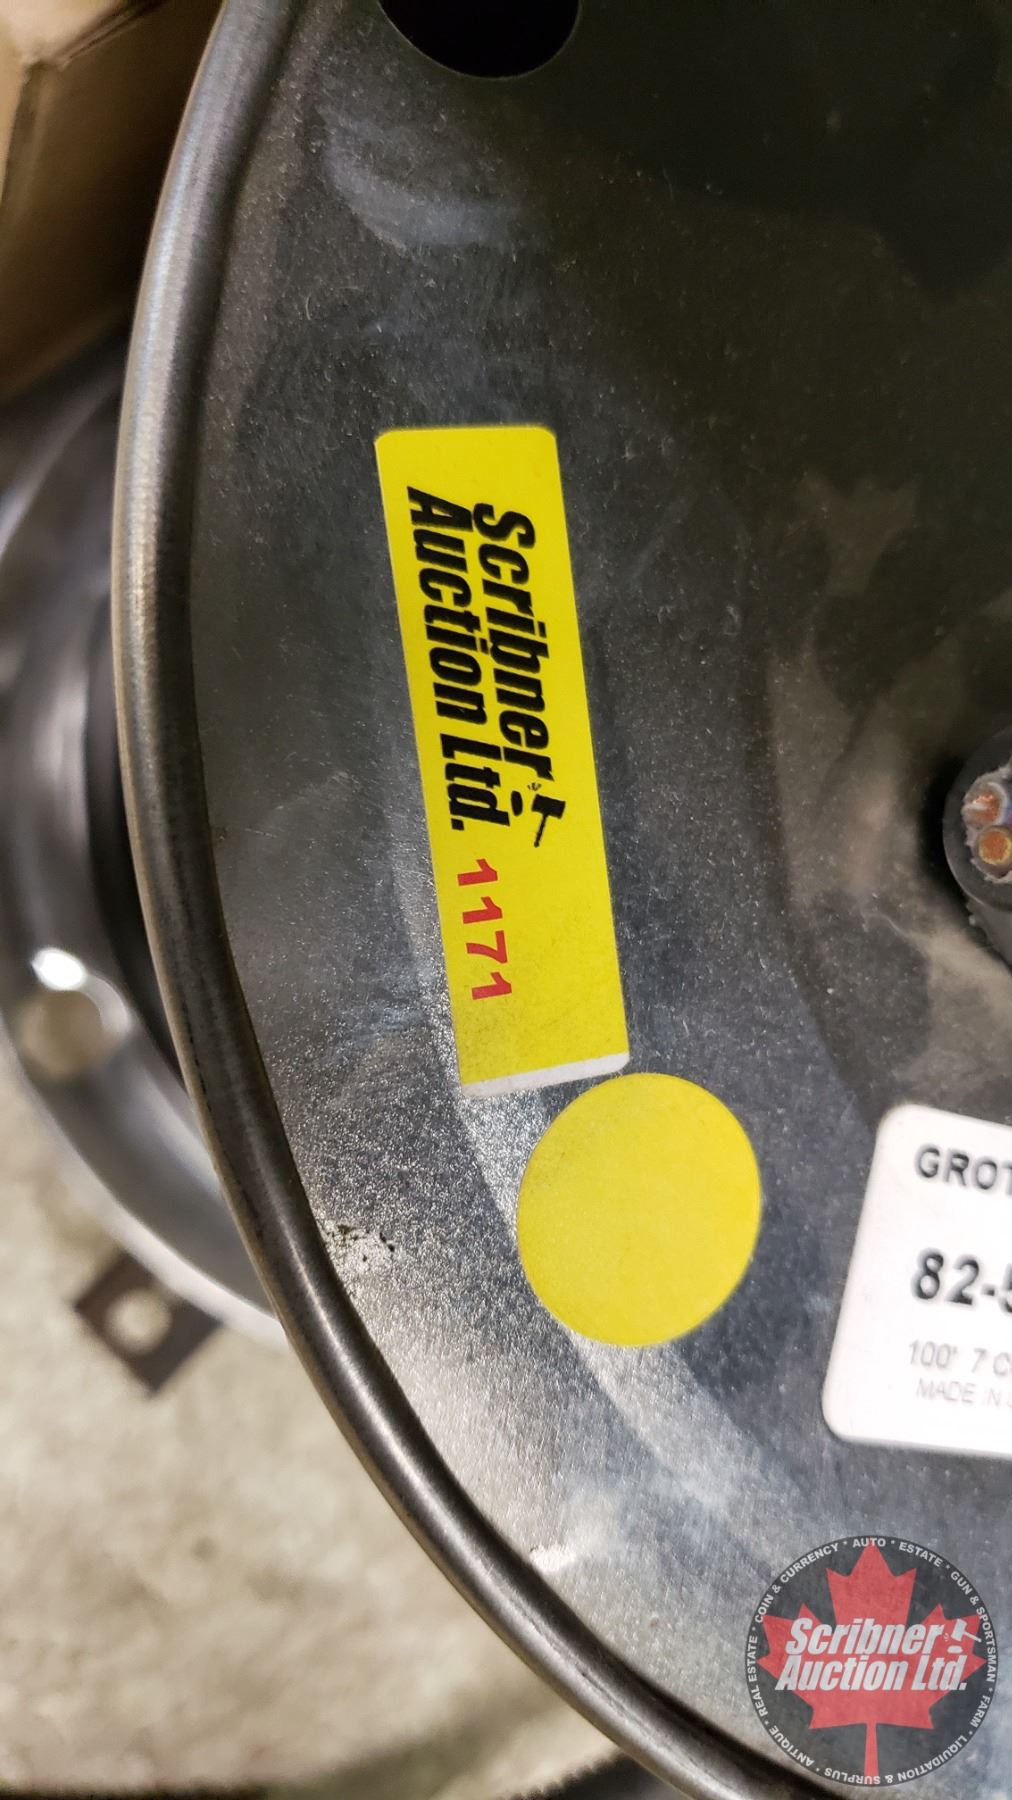 Scribner
Auction Ltd. 1171
GROT
82-5
100' 7 C
MADE IN
Scribner
Auction Ltd.
REAL ESTATE • COIN & CURRENCY • AUTO • ESTATE • GUN & SPORTSMAN • FARM • LIQUIDATION & SURPLUS • ANTIQUE •